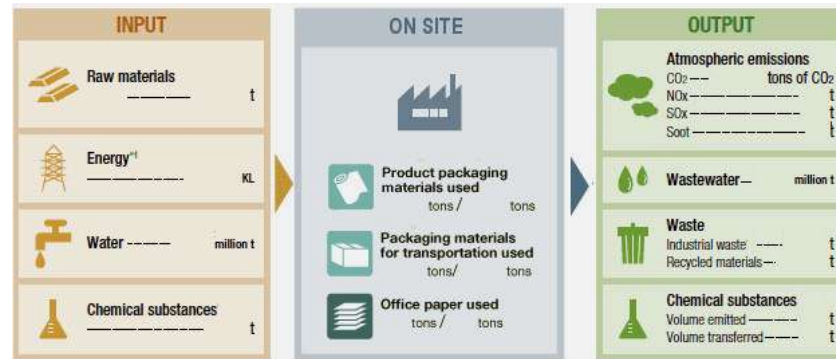 INPUT
Raw materials
t
Energy*1
KL
Water million t
Chemical substances
t
ON SITE
Product packaging
materials used
tons / tons
Packaging materials
for transportation used
tons/ tons
Office paper used
tons / tons
OUTPUT
Atmospheric emissions
CO₂ tons of CO₂
NOx t
SOx t
Soot t
Wastewater million t
Waste
Industrial waste t
Recycled materials t
Chemical substances
Volume emitted t
Volume transferred t